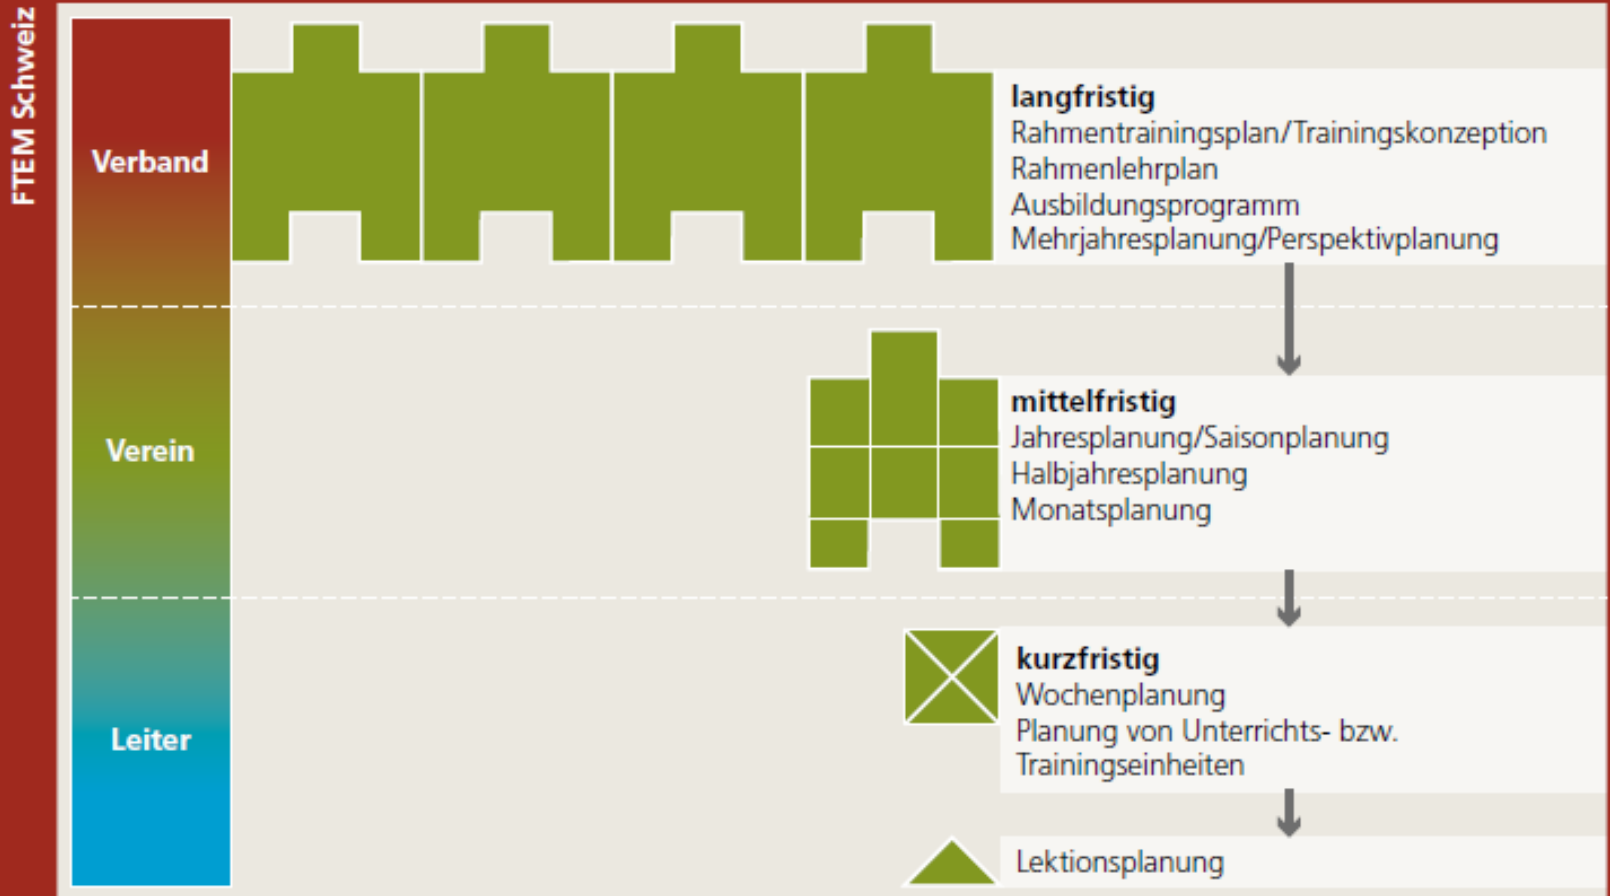 FTEM Schweiz
Verband
langfristig
Rahmentrainingsplan/Trainingskonzeption
Rahmenlehrplan
Ausbildungsprogramm
Mehrjahresplanung/Perspektivplanung
Verein
mittelfristig
Jahresplanung/Saisonplanung
Halbjahresplanung
Monatsplanung
Leiter
kurzfristig
Wochenplanung
Planung von Unterrichts- bzw.
Trainingseinheiten
Lektionsplanung